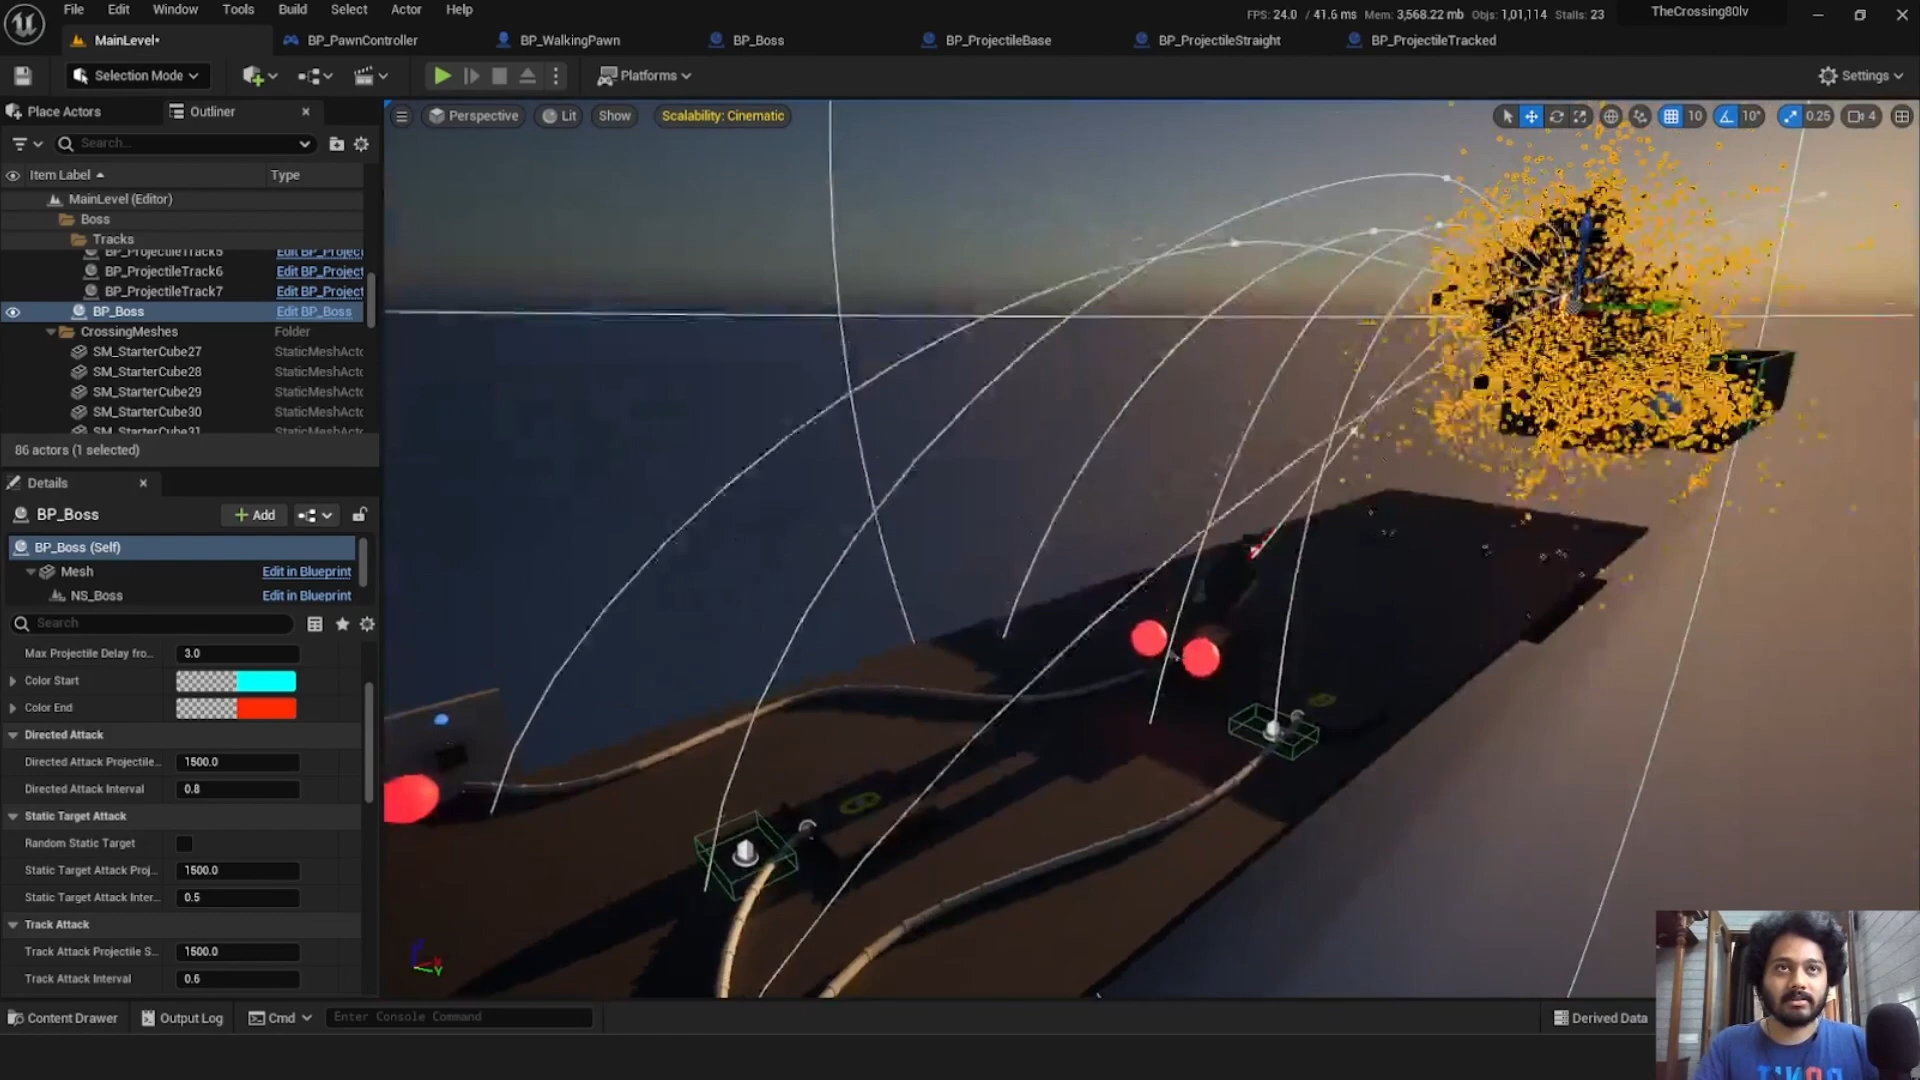 File Edit Window Tools Build Select Actor Help
FPS: 24.0 / 41.6 ms Mem: 3,568.22 mb Objs: 1,01,114 Stalls: 23
TheCrossing80lv
MainLevel•
BP_PawnController
BP_WalkingPawn
BP_Boss
BP_ProjectileBase
BP_ProjectileStraight
BP_ProjectileTracked
Selection Mode
Platforms
Settings
Place Actors
Outliner
Perspective
Lit
Show
Scalability: Cinematic
10
10°
0.25
4
Search...
Item Label
Type
MainLevel (Editor)
Boss
Tracks
BP_ProjectileTrack5 Edit BP_Project
BP_ProjectileTrack6 Edit BP_Project
BP_ProjectileTrack7 Edit BP_Project
BP_Boss Edit BP_Boss
CrossingMeshes Folder
SM_StarterCube27 StaticMeshActo
SM_StarterCube28 StaticMeshActo
SM_StarterCube29 StaticMeshActo
SM_StarterCube30 StaticMeshActo
SM_StarterCube31 StaticMeshActo
86 actors (1 selected)
Details
BP_Boss
Add
BP_Boss (Self)
Mesh Edit in Blueprint
NS_Boss Edit in Blueprint
Search
Max Projectile Delay fro... 3.0
Color Start
Color End
Directed Attack
Directed Attack Projectile... 1500.0
Directed Attack Interval 0.8
Static Target Attack
Random Static Target
Static Target Attack Proj... 1500.0
Static Target Attack Inter... 0.5
Track Attack
Track Attack Projectile S... 1500.0
Track Attack Interval 0.6
Content Drawer
Output Log
Cmd
Enter Console Command
Derived Data